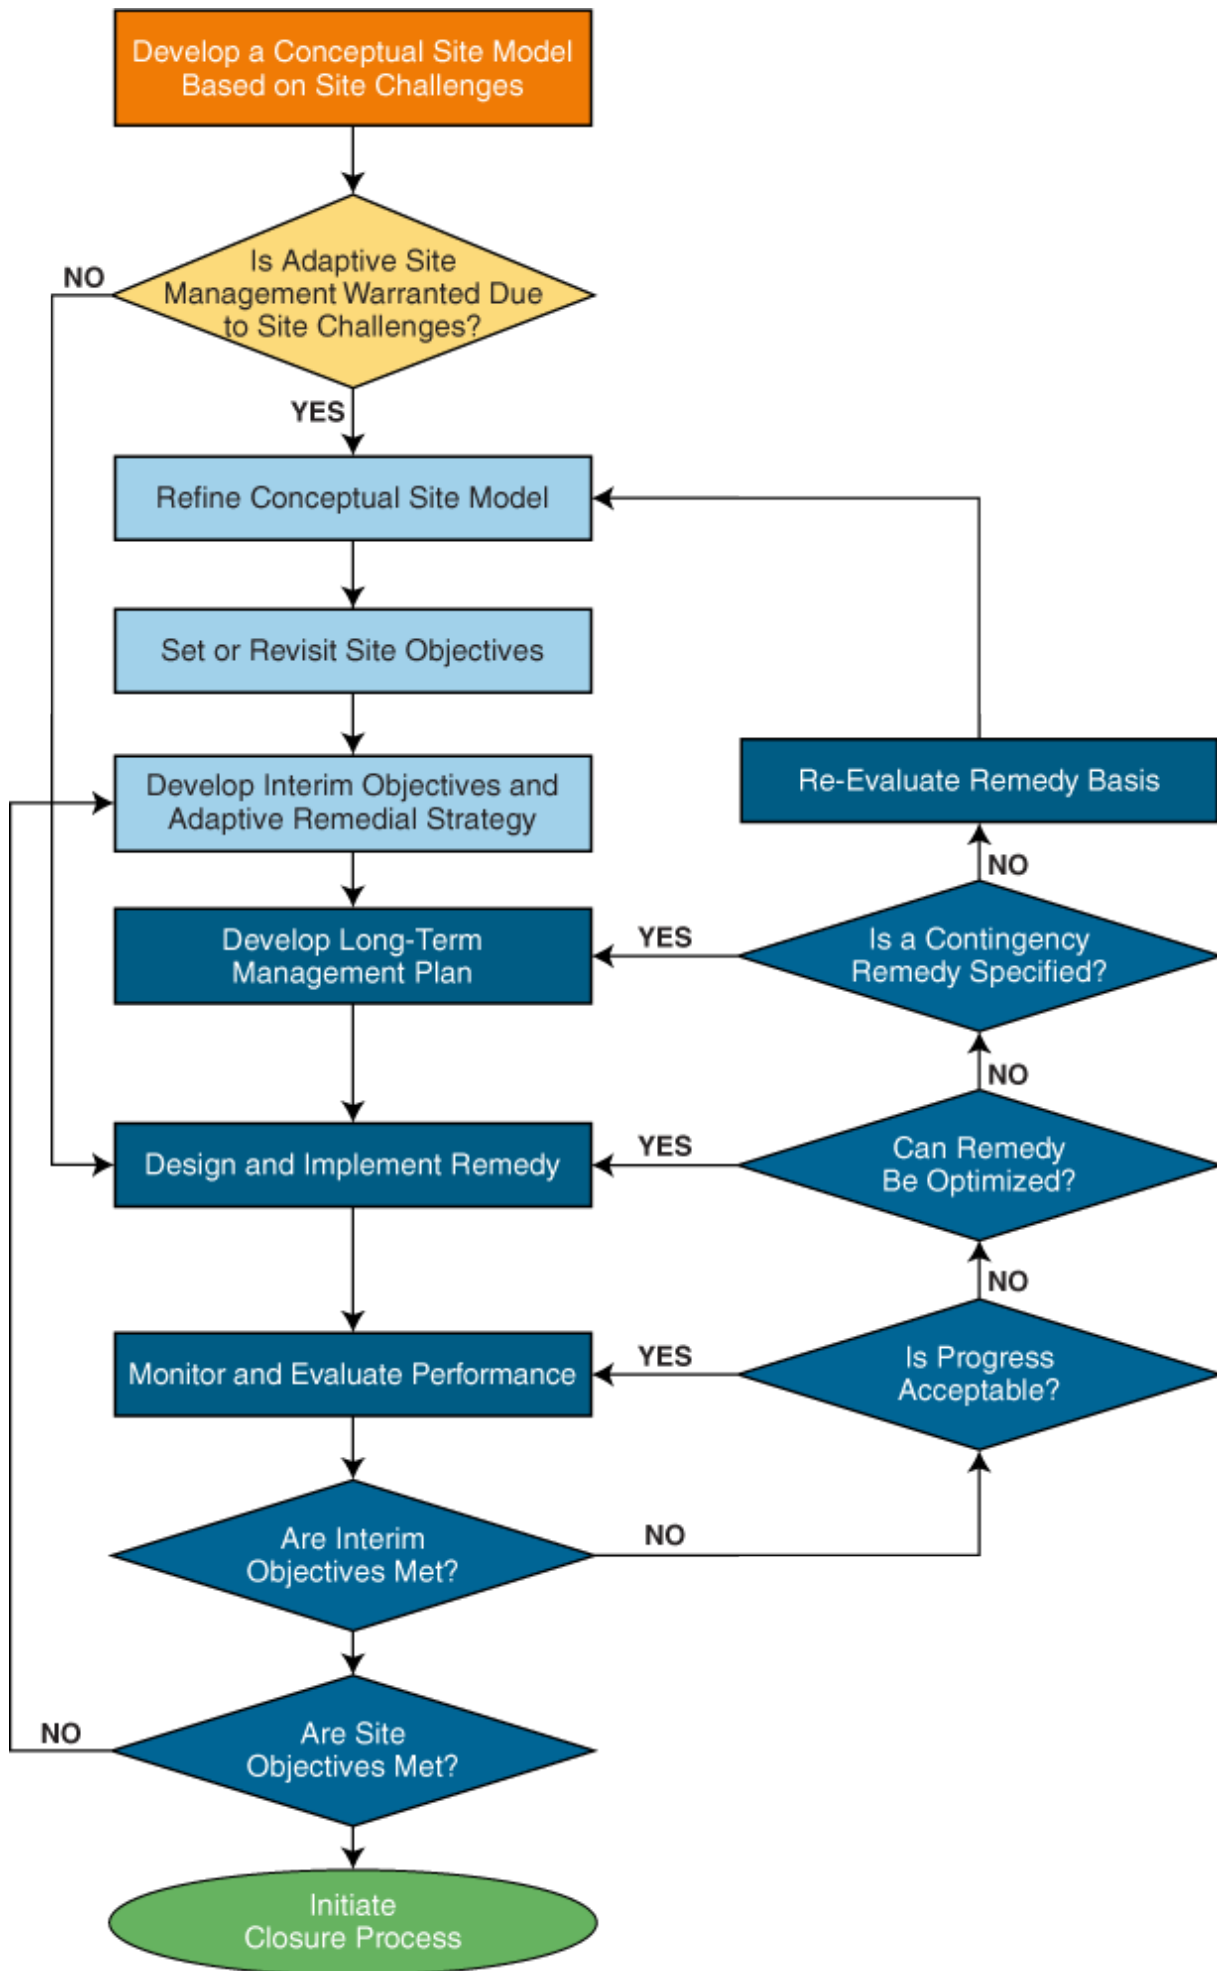 Develop a Conceptual Site Model
Based on Site Challenges
Is Adaptive Site
Management Warranted Due
to Site Challenges?
NO
YES
Refine Conceptual Site Model
Set or Revisit Site Objectives
Develop Interim Objectives and
Adaptive Remedial Strategy
Re-Evaluate Remedy Basis
NO
Develop Long-Term
Management Plan
YES
Is a Contingency
Remedy Specified?
NO
Design and Implement Remedy
YES
Can Remedy
Be Optimized?
NO
Monitor and Evaluate Performance
YES
Is Progress
Acceptable?
Are Interim
Objectives Met?
NO
NO
Are Site
Objectives Met?
Initiate
Closure Process